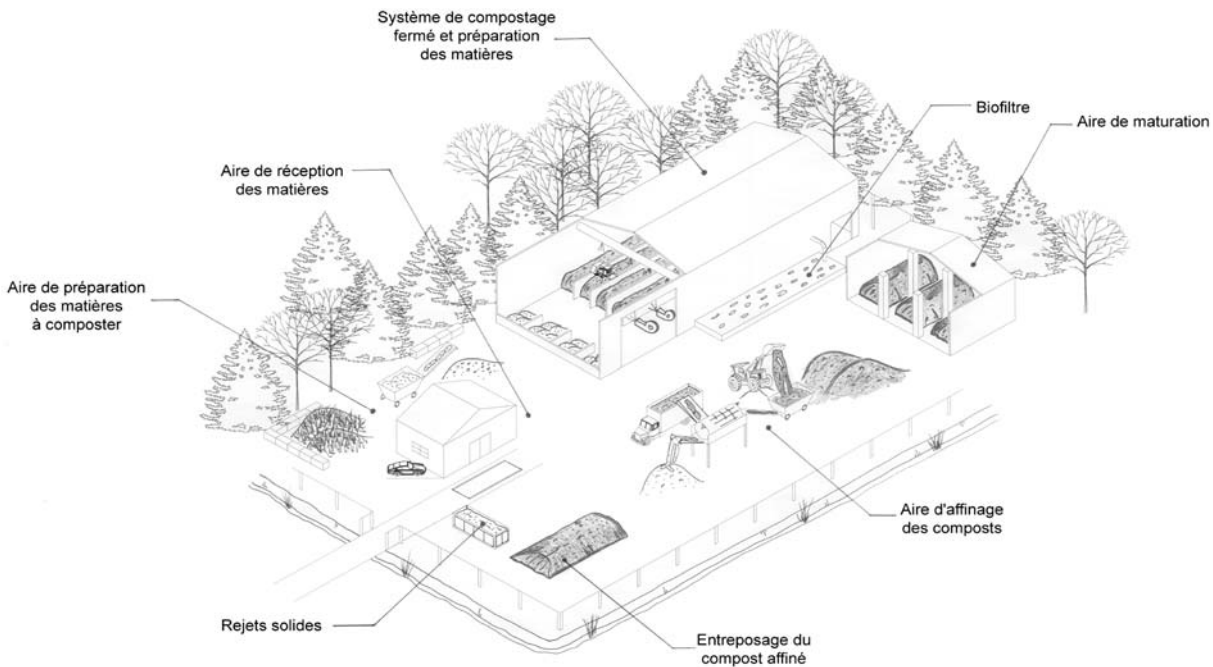 Système de compostage
fermé et préparation
des matières
Biofiltre
Aire de maturation
Aire de réception
des matières
Aire de préparation
des matières
à composter
Aire d'affinage
des composts
Rejets solides
Entreposage du
compost affiné